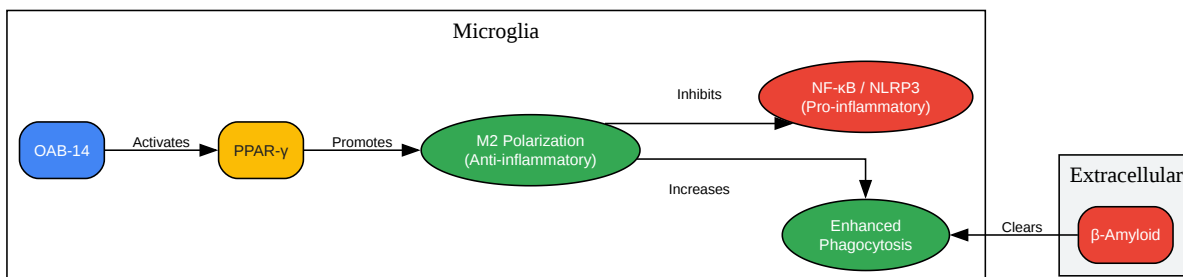 Microglia
OAB-14
Activates
PPAR-γ
Promotes
M2 Polarization
(Anti-inflammatory)
Inhibits
NF-κB / NLRP3
(Pro-inflammatory)
Increases
Enhanced
Phagocytosis
Clears
Extracellular
β-Amyloid